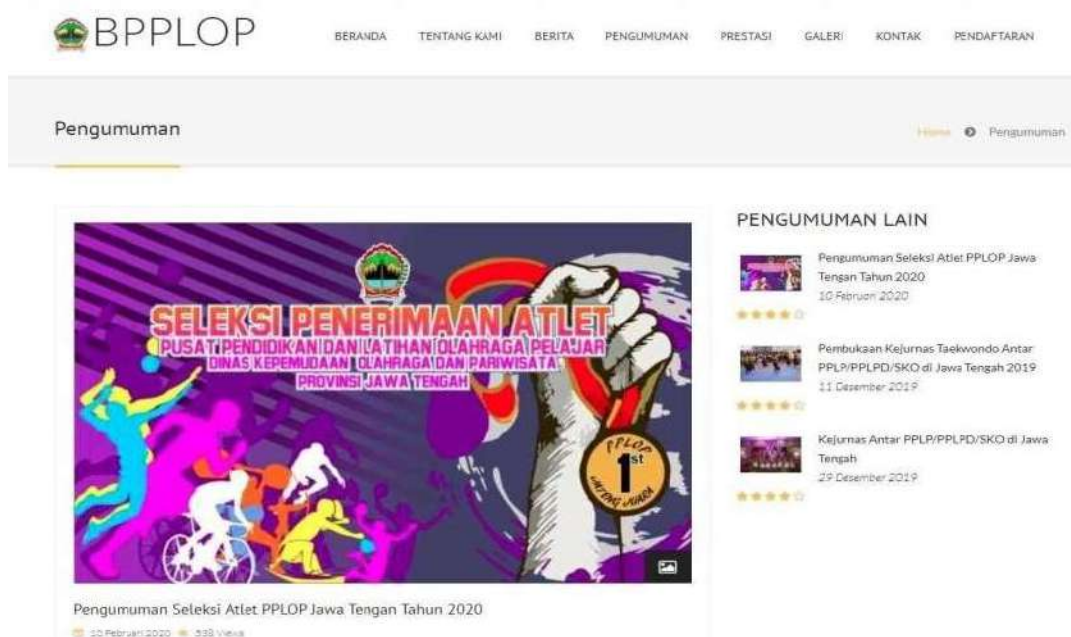 BPPLOP
BERANDA TENTANG KAMI BERITA PENGUMUMAN PRESTASI GALERI KONTAK PENDAFTARAN
Pengumuman
Home Pengumuman
SELEKSI PENERIMAAN ATLET
PUSAT PENDIDIKAN DAN LATIHAN OLAHRAGA PELAJAR
DINAS KEPEMUDAAN OLAHRAGA DAN PARIWISATA
PROVINSI JAWA TENGAH
PPLOP
1st
JATENG JUARA
Pengumuman Seleksi Atlet PPLOP Jawa Tengan Tahun 2020
10 Februari 2020 538 Views
PENGUMUMAN LAIN
Pengumuman Seleksi Atlet PPLOP Jawa
Tengan Tahun 2020
10 Februari 2020
Pembukaan Kejurnas Taekwondo Antar
PPLP/PPLPD/SKO di Jawa Tengah 2019
11 Desember 2019
Kejurnas Antar PPLP/PPLPD/SKO di Jawa
Tengah
29 Desember 2019